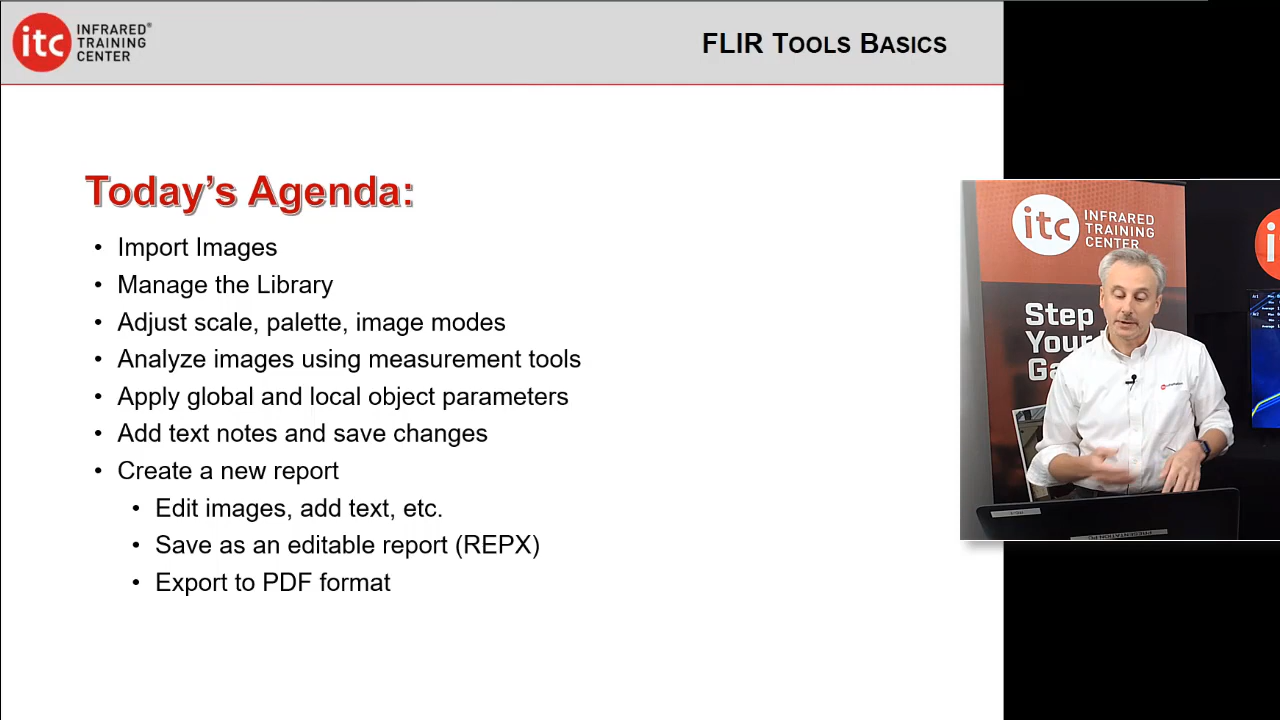 itc INFRARED®
TRAINING
CENTER
FLIR TOOLS BASICS
Today's Agenda:
• Import Images
• Manage the Library
• Adjust scale, palette, image modes
• Analyze images using measurement tools
• Apply global and local object parameters
• Add text notes and save changes
• Create a new report
• Edit images, add text, etc.
• Save as an editable report (REPX)
• Export to PDF format
itc INFRARED
TRAINING
CENTER
Step
Your
Ga